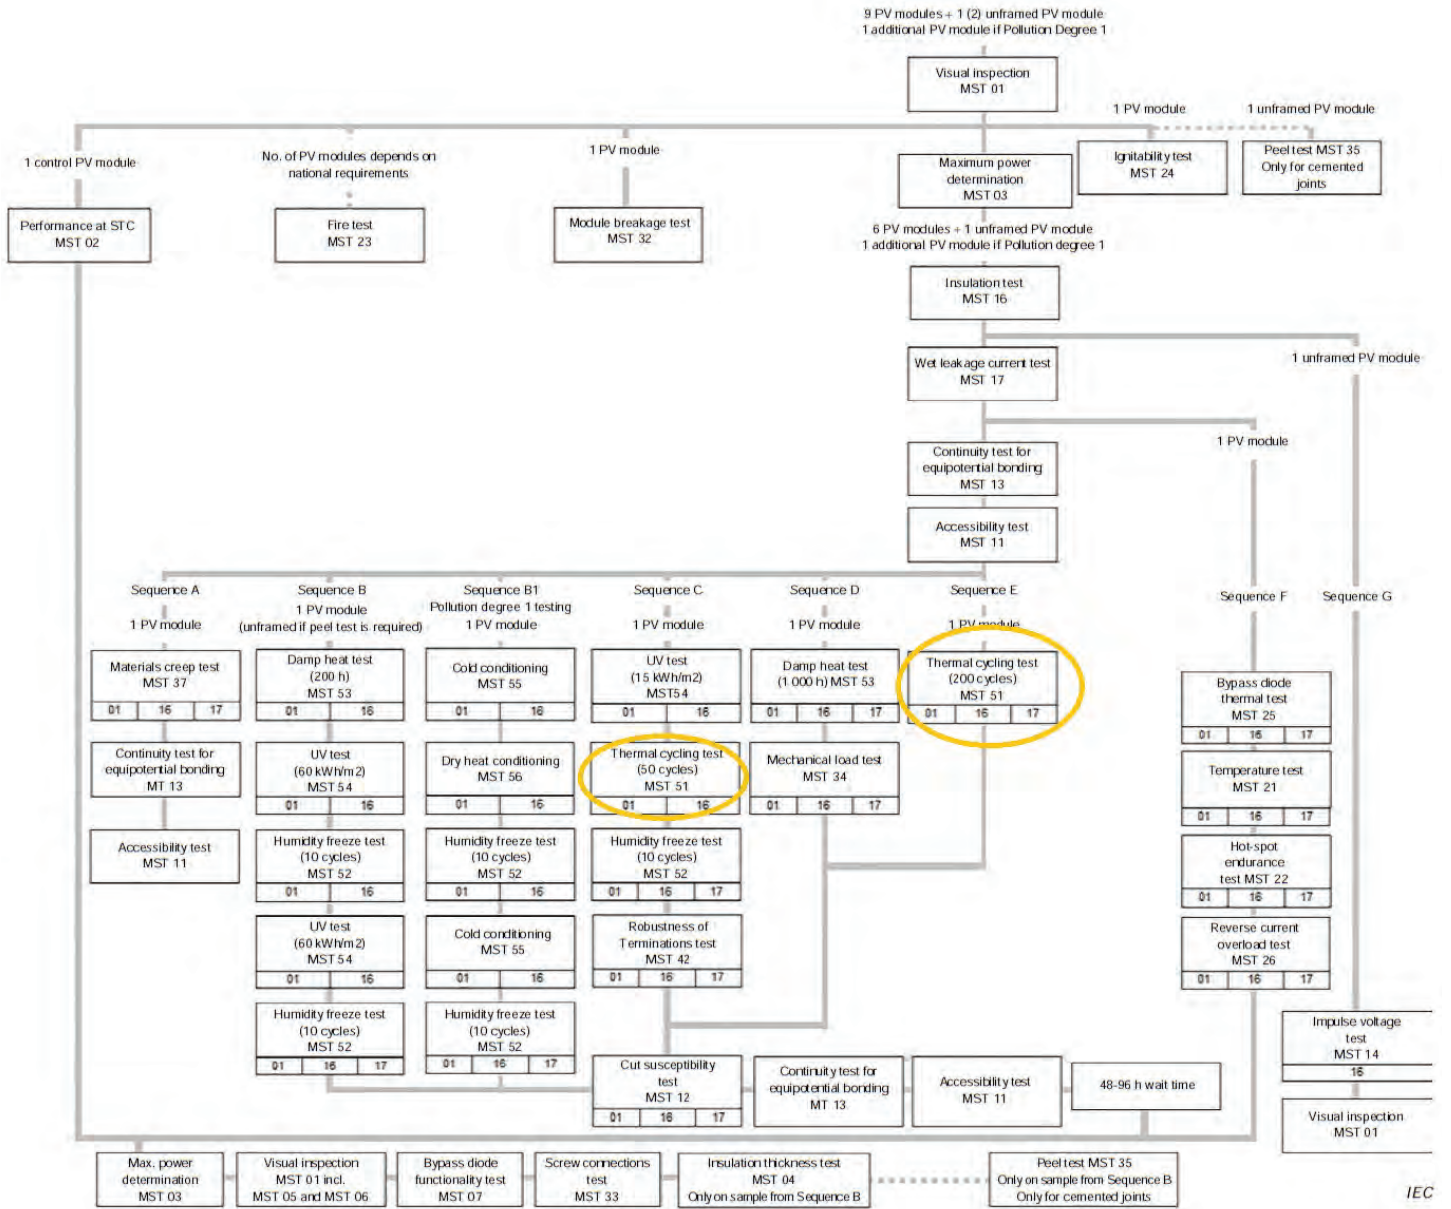 9 PV modules + 1 (2) unframed PV module
1 additional PV module if Pollution Degree 1
Visual inspection
MST 01
1 PV module
1 unframed PV module
1 control PV module
No. of PV modules depends on
national requirements
1 PV module
Maximum power
determination
MST 03
Ignitability test
MST 24
Peel test MST 35
Only for cemented
joints
Performance at STC
MST 02
Fire test
MST 23
Module breakage test
MST 32
6 PV modules + 1 unframed PV module
1 additional PV module if Pollution degree 1
Insulation test
MST 16
Wet leakage current test
MST 17
1 unframed PV module
1 PV module
Continuity test for
equipotential bonding
MST 13
Accessibility test
MST 11
Sequence A
1 PV module
Materials creep test
MST 37
01 16 17
Continuity test for
equipotential bonding
MT 13
Accessibility test
MST 11
Sequence B
1 PV module
(unframed if peel test is required)
Damp heat test
(200 h)
MST 53
01 16
UV test
(60 kWh/m2)
MST 54
01 16
Humidity freeze test
(10 cycles)
MST 52
01 16
UV test
(60 kWh/m2)
MST 54
01 16
Humidity freeze test
(10 cycles)
MST 52
01 16 17
Sequence B1
Pollution degree 1 testing
1 PV module
Cold conditioning
MST 55
01 16
Dry heat conditioning
MST 56
01 16
Humidity freeze test
(10 cycles)
MST 52
01 16
Cold conditioning
MST 55
01 16
Humidity freeze test
(10 cycles)
MST 52
01 16 17
Sequence C
1 PV module
UV test
(15 kWh/m2)
MST54
01 16
Thermal cycling test
(50 cycles)
MST 51
01 16
Humidity freeze test
(10 cycles)
MST 52
01 16 17
Robustness of
Terminations test
MST 42
01 16 17
Sequence D
1 PV module
Damp heat test
(1 000 h) MST 53
01 16 17
Mechanical load test
MST 34
01 16 17
Sequence E
1 PV module
Thermal cycling test
(200 cycles)
MST 51
01 16 17
Sequence F
Bypass diode
thermal test
MST 25
01 16 17
Temperature test
MST 21
01 16 17
Hot-spot
endurance
test MST 22
01 16 17
Reverse current
overload test
MST 26
01 16 17
Sequence G
Impulse voltage
test
MST 14
16
Visual inspection
MST 01
Cut susceptibility
test
MST 12
01 16 17
Continuity test for
equipotential bonding
MT 13
Accessibility test
MST 11
48-96 h wait time
Max. power
determination
MST 03
Visual inspection
MST 01 incl.
MST 05 and MST 06
Bypass diode
functionality test
MST 07
Screw connections
test
MST 33
Insulation thickness test
MST 04
Only on sample from Sequence B
Peel test MST 35
Only on sample from Sequence B
Only for cemented joints
IEC